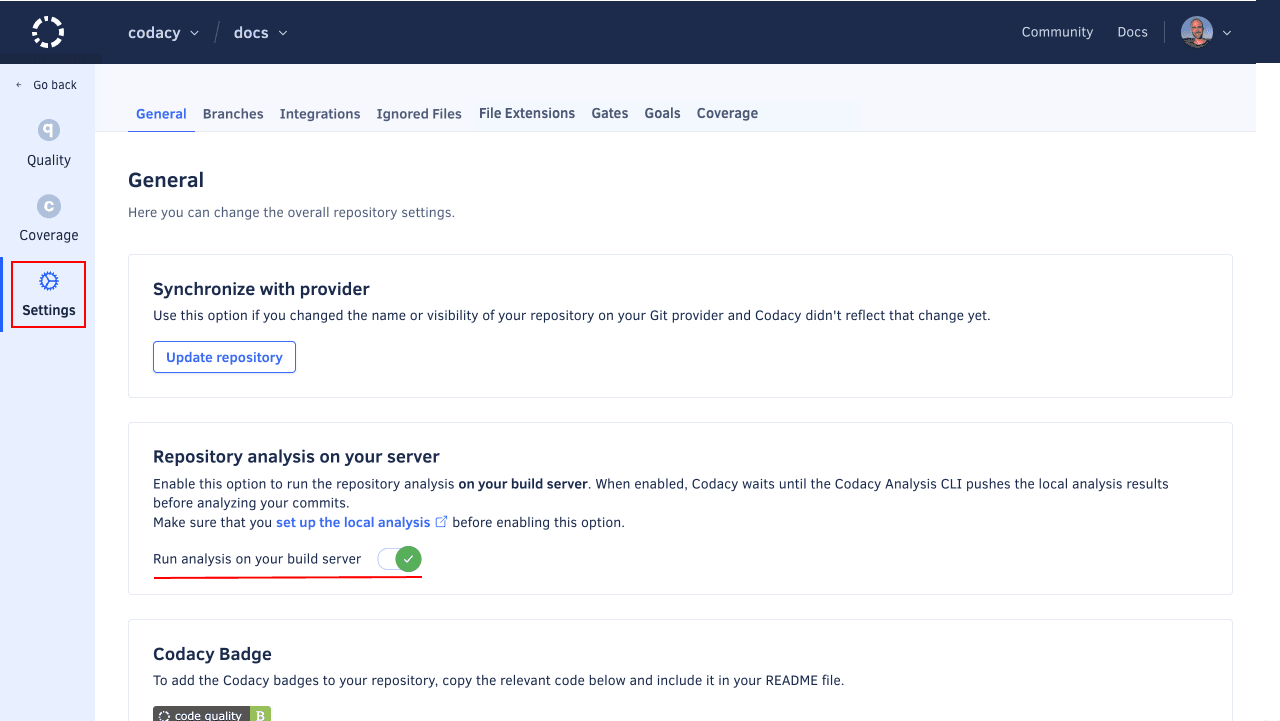 codacy docs Community Docs
Go back
Quality
Coverage
Settings
General Branches Integrations Ignored Files File Extensions Gates Goals Coverage
General
Here you can change the overall repository settings.
Synchronize with provider
Use this option if you changed the name or visibility of your repository on your Git provider and Codacy didn't reflect that change yet.
Update repository
Repository analysis on your server
Enable this option to run the repository analysis on your build server. When enabled, Codacy waits until the Codacy Analysis CLI pushes the local analysis results
before analyzing your commits.
Make sure that you set up the local analysis before enabling this option.
Run analysis on your build server
Codacy Badge
To add the Codacy badges to your repository, copy the relevant code below and include it in your README file.
code quality B